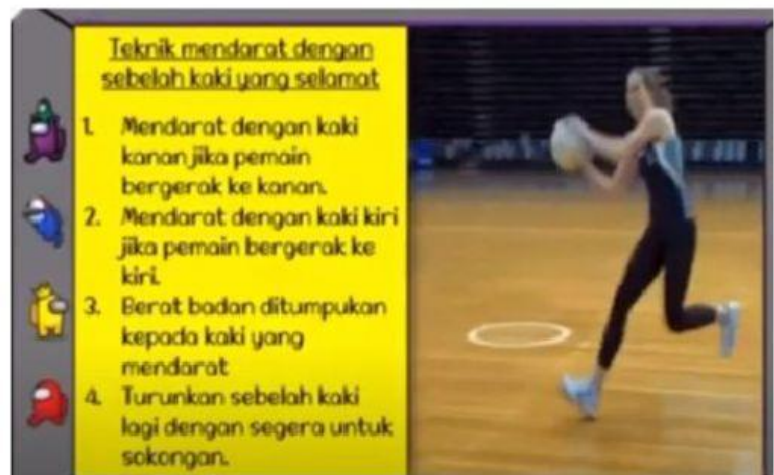 Teknik mendarat dengan
sebelah kaki yang selamat
1. Mendarat dengan kaki
kanan jika pemain
bergerak ke kanan.
2. Mendarat dengan kaki kiri
jika pemain bergerak ke
kiri.
3. Berat badan ditumpukan
kepada kaki yang
mendarat
4. Turunkan sebelah kaki
lagi dengan segera untuk
sokongan.